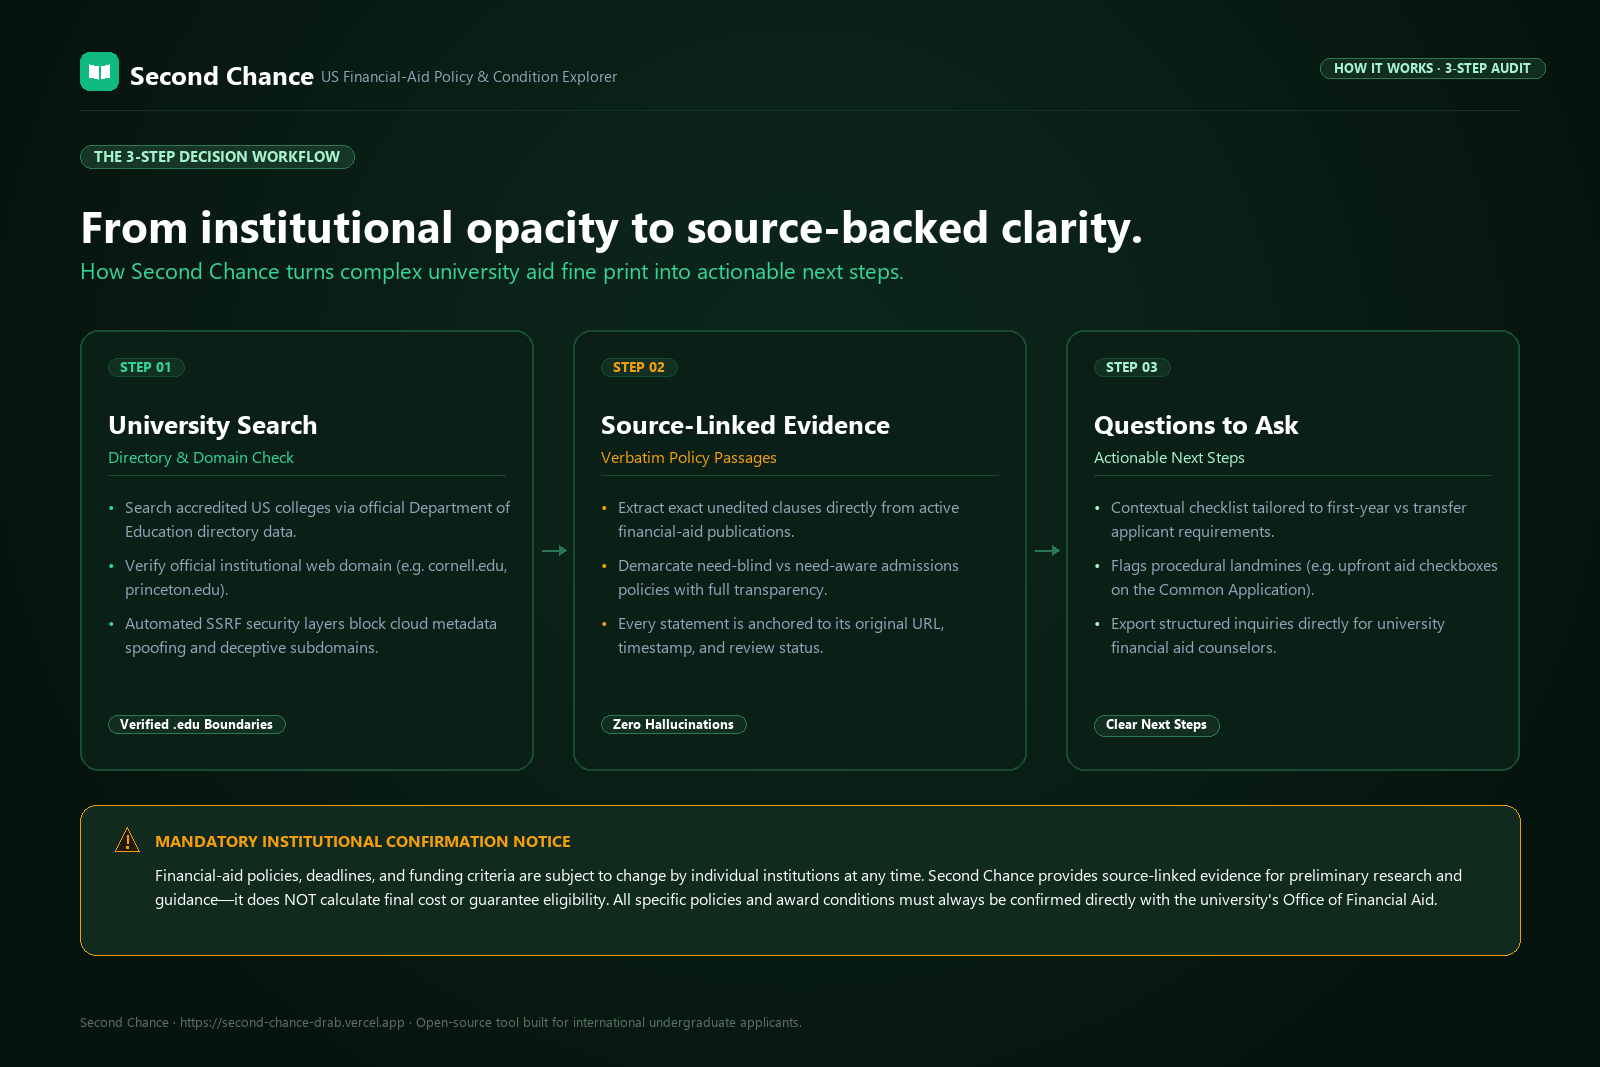 Second Chance US Financial-Aid Policy & Condition Explorer
HOW IT WORKS · 3-STEP AUDIT
THE 3-STEP DECISION WORKFLOW
From institutional opacity to source-backed clarity.
How Second Chance turns complex university aid fine print into actionable next steps.
STEP 01
University Search
Directory & Domain Check
• Search accredited US colleges via official Department of
Education directory data.
• Verify official institutional web domain (e.g. cornell.edu,
princeton.edu).
• Automated SSRF security layers block cloud metadata
spoofing and deceptive subdomains.
Verified .edu Boundaries
STEP 02
Source-Linked Evidence
Verbatim Policy Passages
• Extract exact unedited clauses directly from active
financial-aid publications.
• Demarcate need-blind vs need-aware admissions
policies with full transparency.
• Every statement is anchored to its original URL,
timestamp, and review status.
Zero Hallucinations
STEP 03
Questions to Ask
Actionable Next Steps
• Contextual checklist tailored to first-year vs transfer
applicant requirements.
• Flags procedural landmines (e.g. upfront aid checkboxes
on the Common Application).
• Export structured inquiries directly for university
financial aid counselors.
Clear Next Steps
MANDATORY INSTITUTIONAL CONFIRMATION NOTICE
Financial-aid policies, deadlines, and funding criteria are subject to change by individual institutions at any time. Second Chance provides source-linked evidence for preliminary research and
guidance—it does NOT calculate final cost or guarantee eligibility. All specific policies and award conditions must always be confirmed directly with the university's Office of Financial Aid.
Second Chance · https://second-chance-drab.vercel.app · Open-source tool built for international undergraduate applicants.